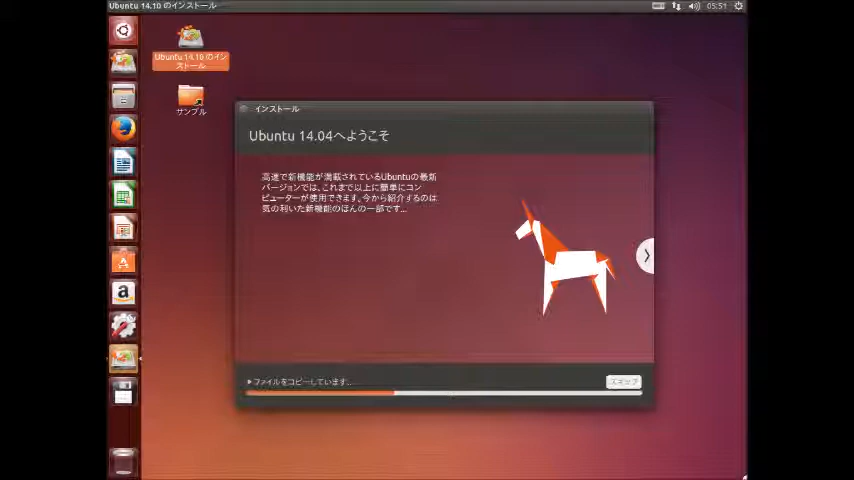 Ubuntu 14.10 のインストール
05:51
Ubuntu 14.10 のイン
ストール
サンプル
インストール
Ubuntu 14.04へようこそ
高速で新機能が満載されているUbuntuの最新
バージョンでは、これまで以上に簡単にコン
ピューターが使用できます。今から紹介するのは
気の利いた新機能のほんの一部です...
ファイルをコピーしています...
スキップ